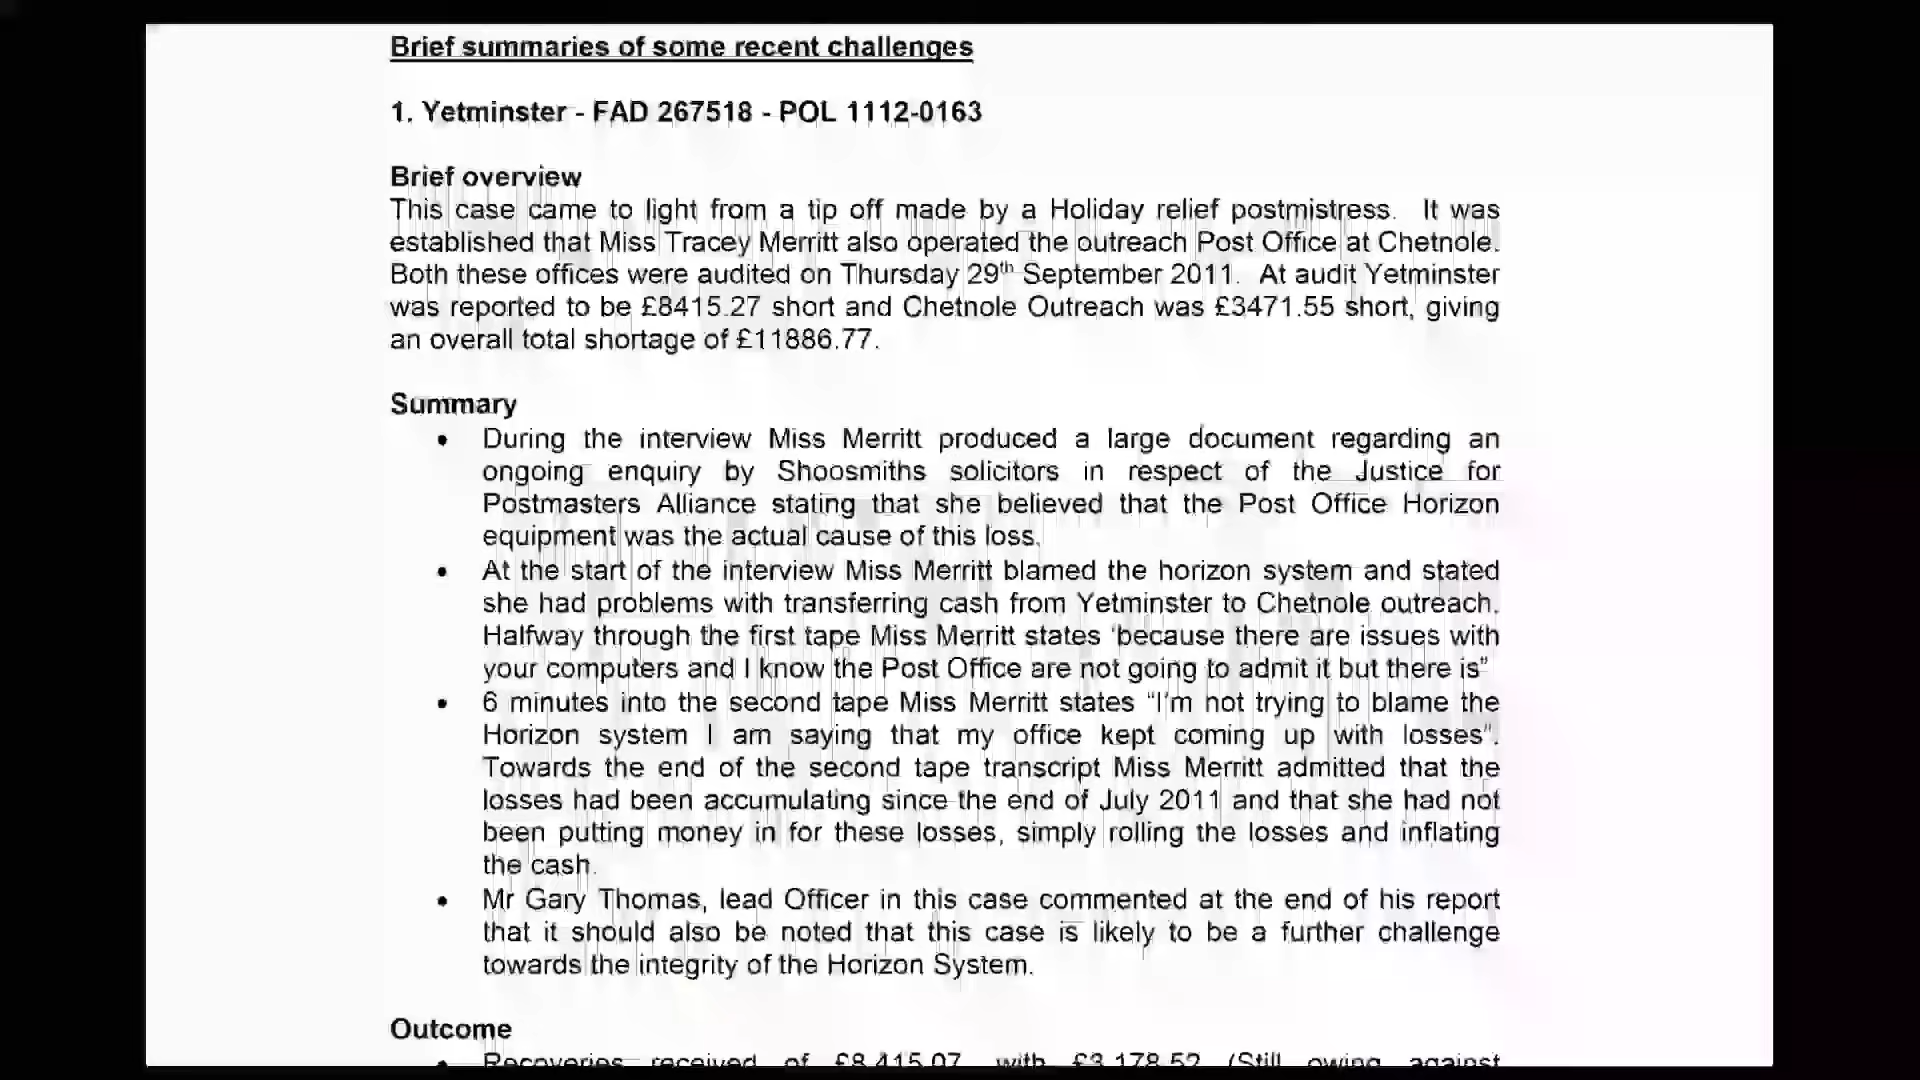 Brief summaries of some recent challenges
1. Yetminster - FAD 267518 - POL 1112-0163
Brief overview
This case came to light from a tip off made by a Holiday relief postmistress. It was
established that Miss Tracey Merritt also operated the outreach Post Office at Chetnole.
Both these offices were audited on Thursday 29th September 2011. At audit Yetminster
was reported to be £8415.27 short and Chetnole Outreach was £3471.55 short, giving
an overall total shortage of £11886.77.
Summary
• During the interview Miss Merritt produced a large document regarding an
ongoing enquiry by Shoosmiths solicitors in respect of the Justice for
Postmasters Alliance stating that she believed that the Post Office Horizon
equipment was the actual cause of this loss.
• At the start of the interview Miss Merritt blamed the horizon system and stated
she had problems with transferring cash from Yetminster to Chetnole outreach.
Halfway through the first tape Miss Merritt states 'because there are issues with
your computers and I know the Post Office are not going to admit it but there is"
• 6 minutes into the second tape Miss Merritt states "I'm not trying to blame the
Horizon system I am saying that my office kept coming up with losses".
Towards the end of the second tape transcript Miss Merritt admitted that the
losses had been accumulating since the end of July 2011 and that she had not
been putting money in for these losses, simply rolling the losses and inflating
the cash.
• Mr Gary Thomas, lead Officer in this case commented at the end of his report
that it should also be noted that this case is likely to be a further challenge
towards the integrity of the Horizon System.
Outcome
• Recoveries received of £8,415.07 with £3,178.52 (Still owing against